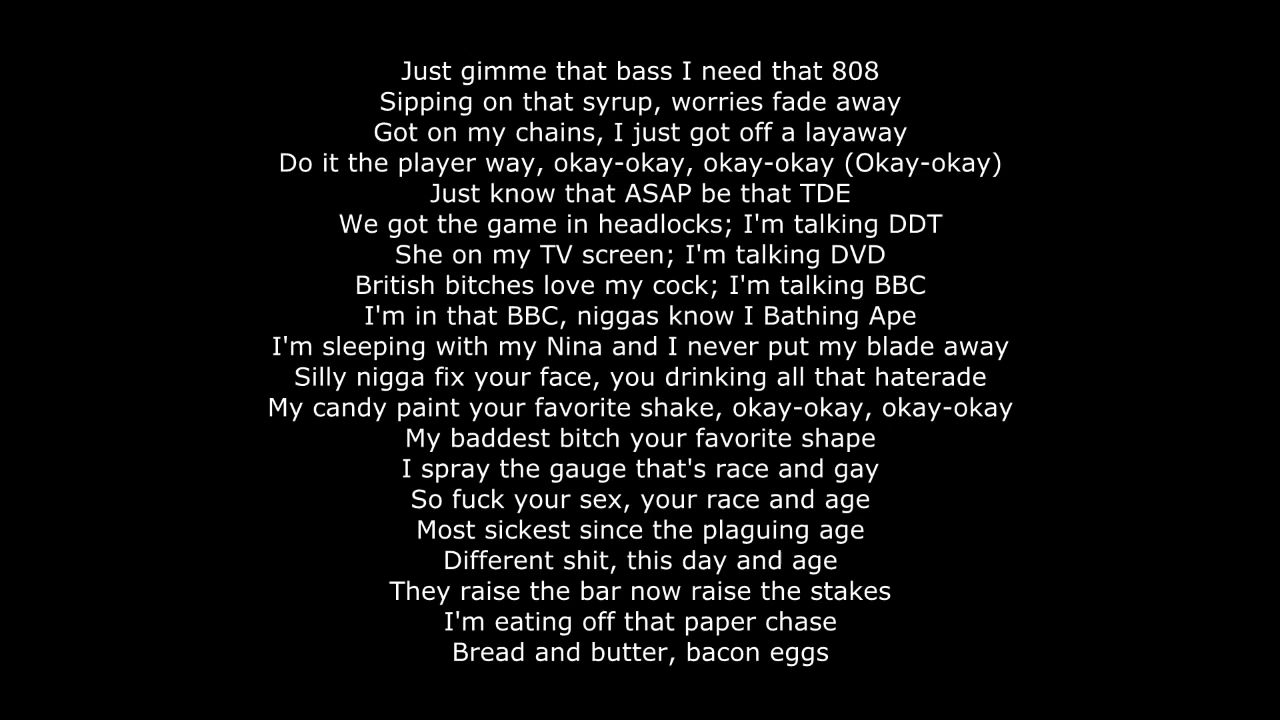 Just gimme that bass I need that 808
Sipping on that syrup, worries fade away
Got on my chains, I just got off a layaway
Do it the player way, okay-okay, okay-okay (Okay-okay)
Just know that ASAP be that TDE
We got the game in headlocks; I'm talking DDT
She on my TV screen; I'm talking DVD
British bitches love my cock; I'm talking BBC
I'm in that BBC, niggas know I Bathing Ape
I'm sleeping with my Nina and I never put my blade away
Silly nigga fix your face, you drinking all that haterade
My candy paint your favorite shake, okay-okay, okay-okay
My baddest bitch your favorite shape
I spray the gauge that's race and gay
So fuck your sex, your race and age
Most sickest since the plaguing age
Different shit, this day and age
They raise the bar now raise the stakes
I'm eating off that paper chase
Bread and butter, bacon eggs